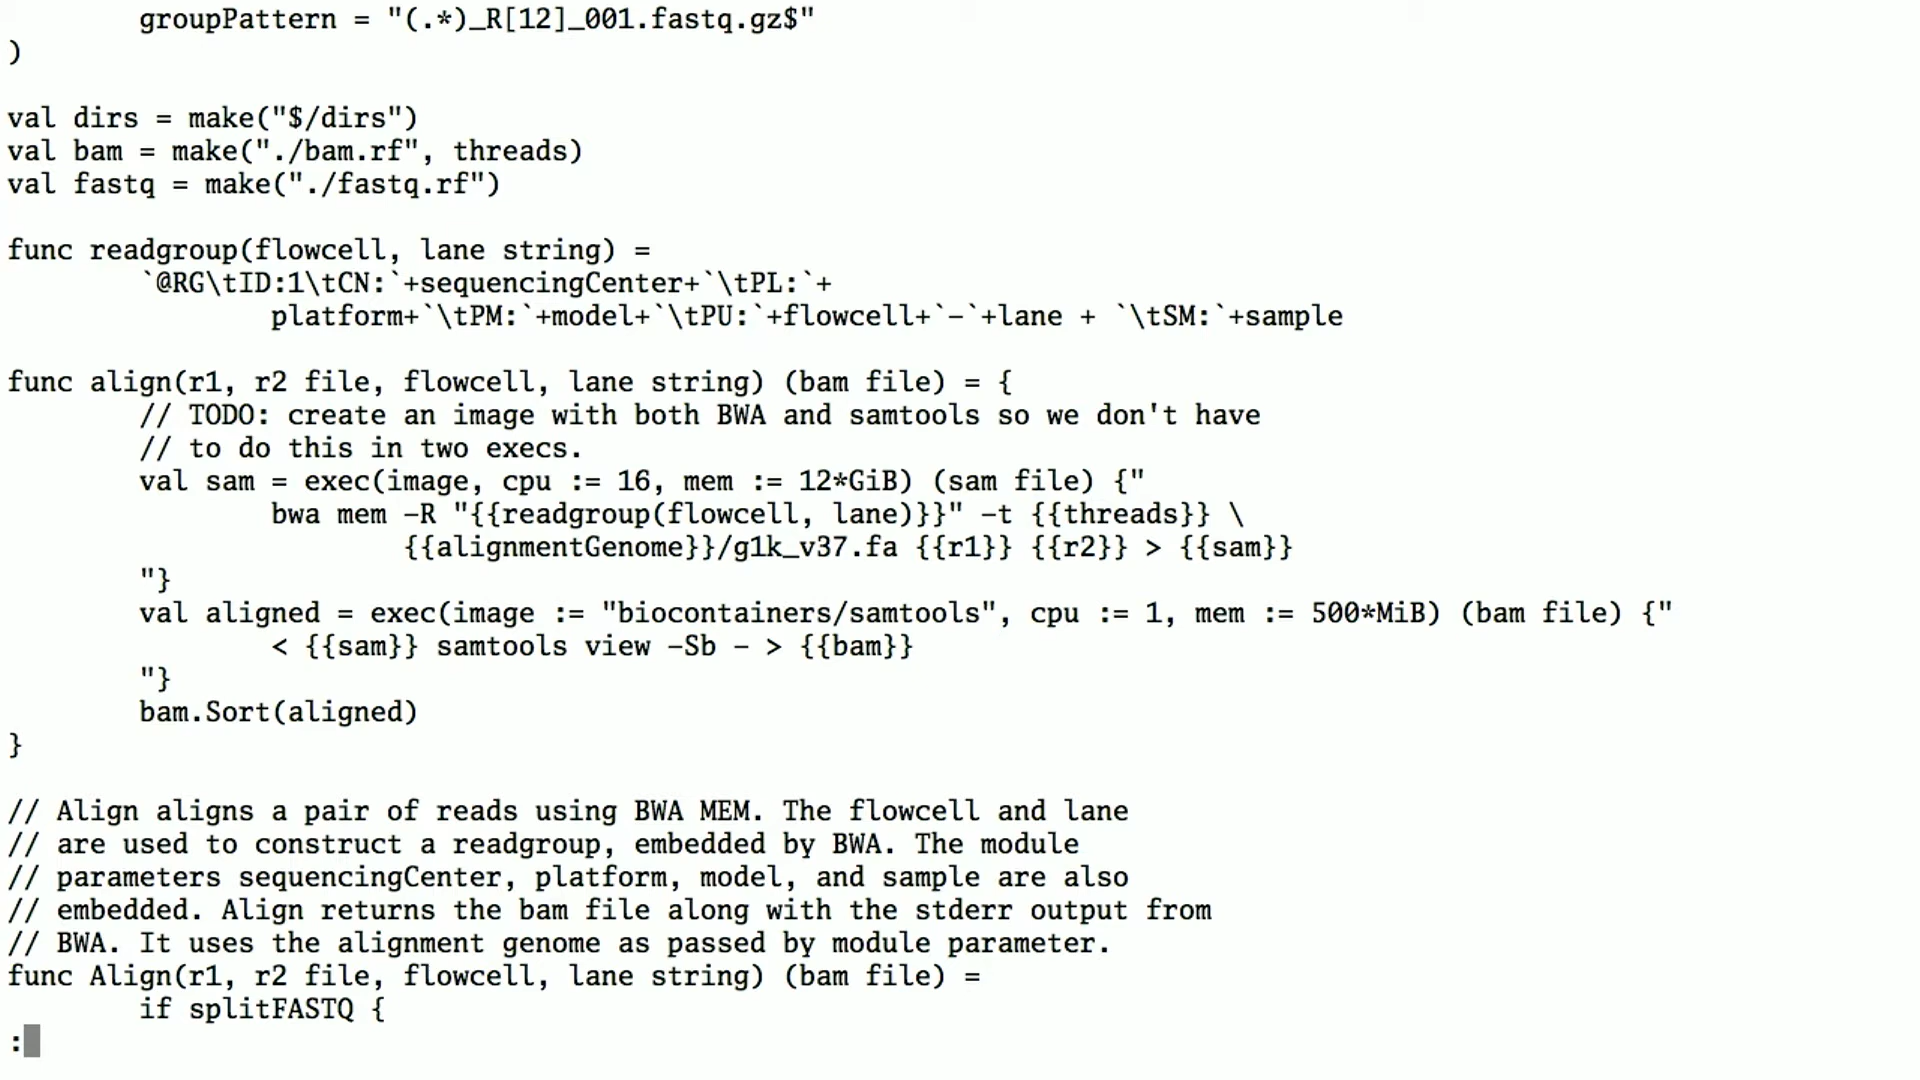 groupPattern = "(.*)_R[12]_001.fastq.gz$"
)
val dirs = make("$/dirs")
val bam = make("./bam.rf", threads)
val fastq = make("./fastq.rf")
func readgroup(flowcell, lane string) =
`@RG\tID:1\tCN:`+sequencingCenter+`\tPL:`+
platform+`\tPM:`+model+`\tPU:`+flowcell+`-`+lane + `\tSM:`+sample
func align(r1, r2 file, flowcell, lane string) (bam file) = {
// TODO: create an image with both BWA and samtools so we don't have
// to do this in two execs.
val sam = exec(image, cpu := 16, mem := 12*GiB) (sam file) {"
bwa mem -R "{{readgroup(flowcell, lane)}}" -t {{threads}} \
{{alignmentGenome}}/g1k_v37.fa {{r1}} {{r2}} > {{sam}}
"}
val aligned = exec(image := "biocontainers/samtools", cpu := 1, mem := 500*MiB) (bam file) {"
< {{sam}} samtools view -Sb - > {{bam}}
"}
bam.Sort(aligned)
}
// Align aligns a pair of reads using BWA MEM. The flowcell and lane
// are used to construct a readgroup, embedded by BWA. The module
// parameters sequencingCenter, platform, model, and sample are also
// embedded. Align returns the bam file along with the stderr output from
// BWA. It uses the alignment genome as passed by module parameter.
func Align(r1, r2 file, flowcell, lane string) (bam file) =
if splitFASTQ {
: